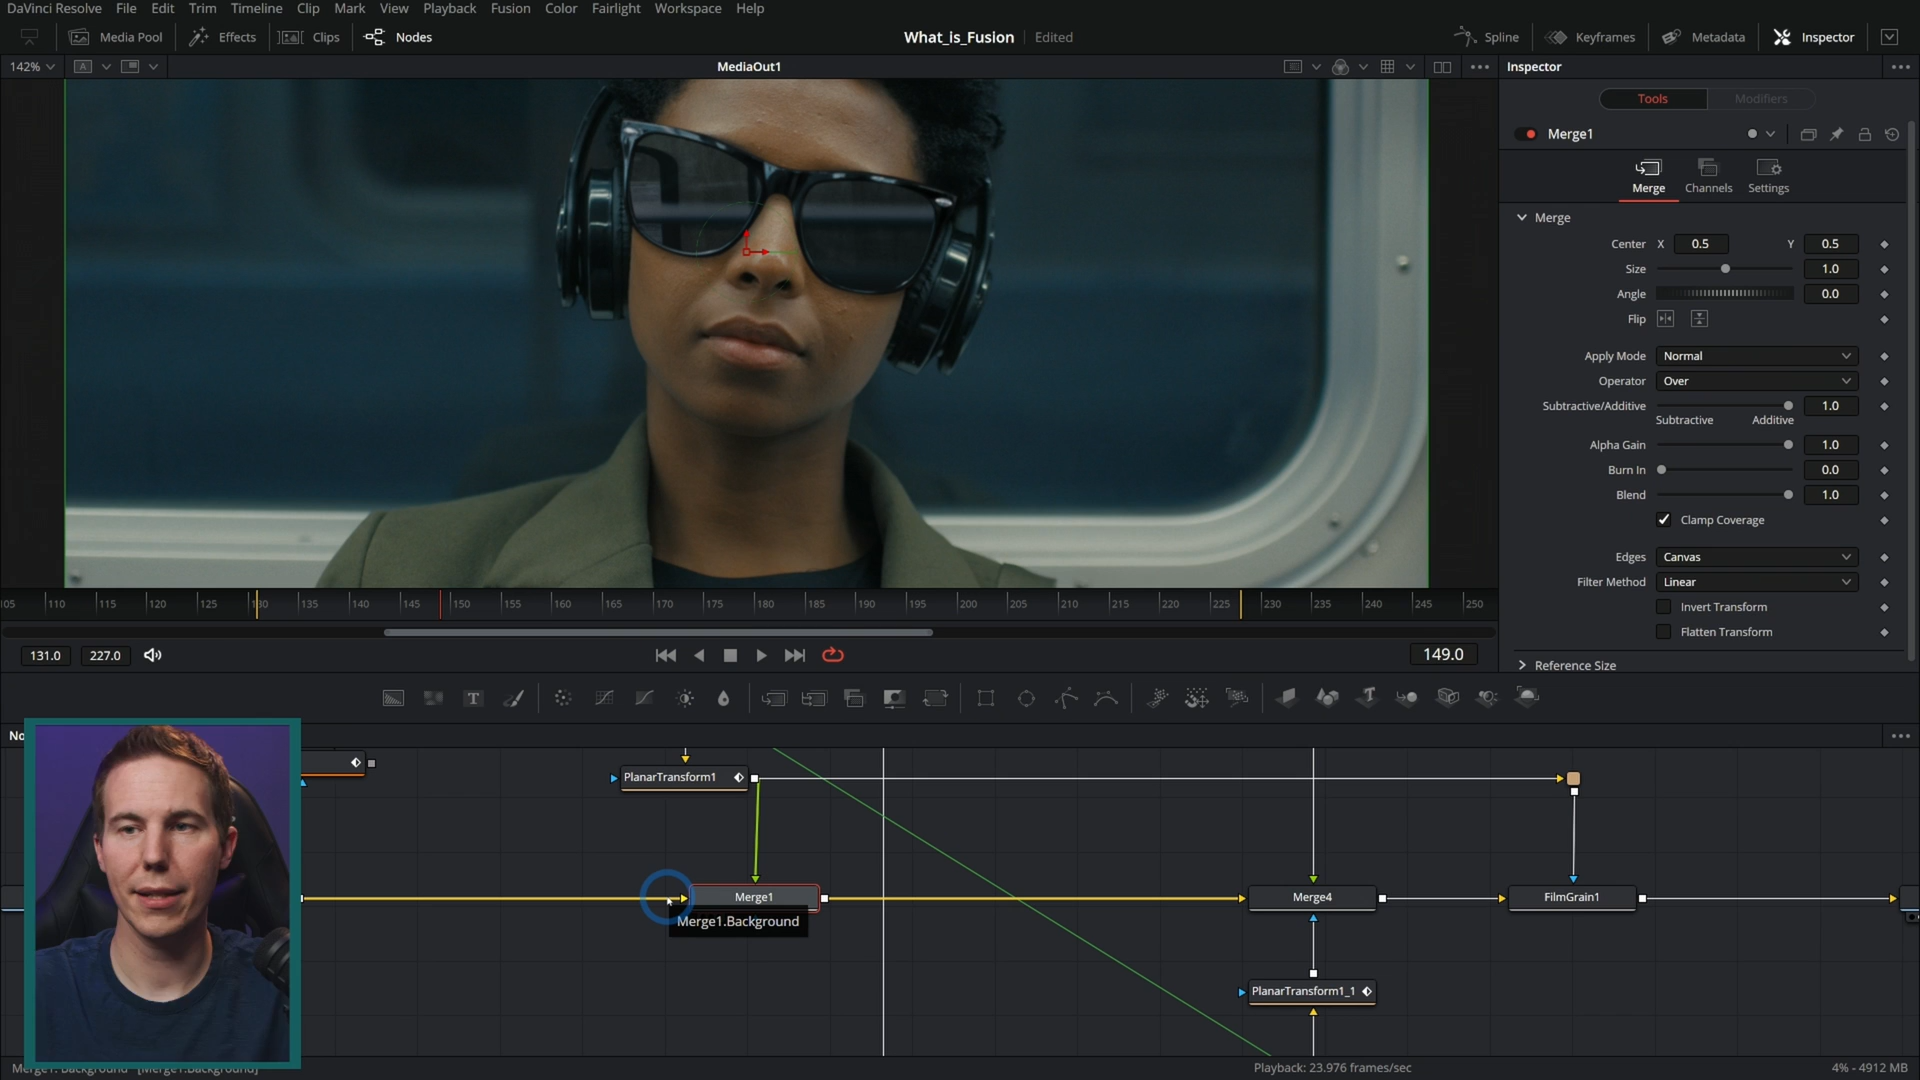 DaVinci Resolve File Edit Trim Timeline Clip Mark View Playback Fusion Color Fairlight Workspace Help
Media Pool Effects Clips Nodes What_is_Fusion Edited Spline Keyframes Metadata Inspector
142% A MediaOut1 Inspector
Tools Modifiers
Merge1
Merge Channels Settings
Merge
Center X 0.5 Y 0.5
Size 1.0
Angle 0.0
Flip
Apply Mode Normal
Operator Over
Subtractive/Additive 1.0
Subtractive Additive
Alpha Gain 1.0
Burn In 0.0
Blend 1.0
Clamp Coverage
Edges Canvas
Filter Method Linear
Invert Transform
Flatten Transform
Reference Size
105 110 115 120 125 130 135 140 145 150 155 160 165 170 175 180 185 190 195 200 205 210 215 220 225 230 235 240 245 250
131.0 227.0 149.0
T
No
PlanarTransform1
Merge1 Merge4 FilmGrain1
Merge1.Background
PlanarTransform1_1
Merge1: Background [Merge1.Background] Playback: 23.976 frames/sec 4% - 4912 MB